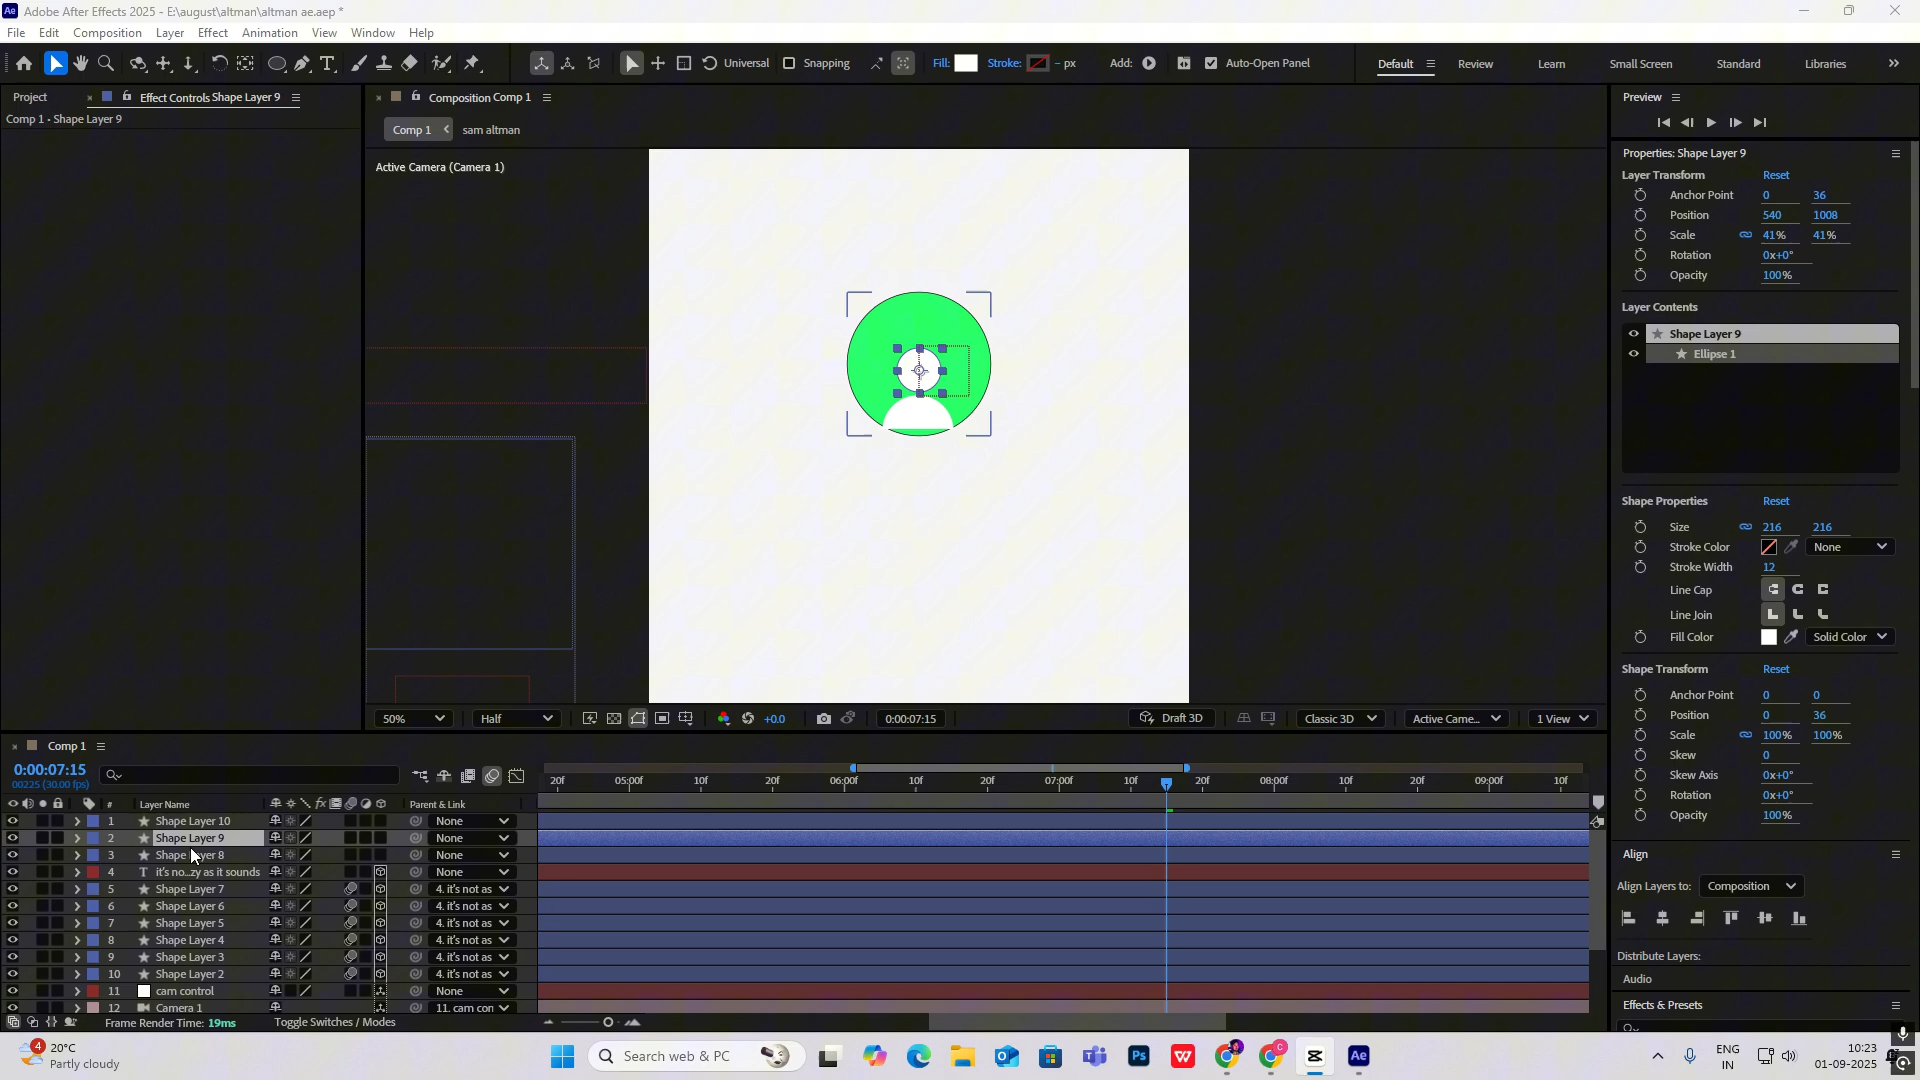 Adobe After Effects 2025 - E:\august\altman\altman ae.aep *
File Edit Composition Layer Effect Animation View Window Help
Universal Snapping Fill: Stroke: - px Add: Auto-Open Panel Default Review Learn Small Screen Standard Libraries
Project Effect Controls Shape Layer 9 Composition Comp 1 Preview
Comp 1 • Shape Layer 9
Comp 1 sam altman
Active Camera (Camera 1)
Properties: Shape Layer 9
Layer Transform Reset
Anchor Point 0 36
Position 540 1008
Scale 41% 41%
Rotation 0x+0°
Opacity 100%
Layer Contents
Shape Layer 9
Ellipse 1
Shape Properties Reset
Size 216 216
Stroke Color None
Stroke Width 12
Line Cap
Line Join
Fill Color Solid Color
Shape Transform Reset
Anchor Point 0 0
Position 0 36
Scale 100% 100%
Skew 0
Skew Axis 0x+0°
Rotation 0x+0°
Opacity 100%
Align
Align Layers to: Composition
Distribute Layers:
Audio
Effects & Presets
50% Half +0.0 0:00:07:15 Draft 3D Classic 3D Active Came... 1 View
Comp 1
0:00:07:15
00225 (30.00 fps)
20f 05:00f 10f 20f 06:00f 10f 20f 07:00f 10f 20f 08:00f 10f 20f 09:00f 10f
# Layer Name fx Parent & Link
1 Shape Layer 10 None
2 Shape Layer 9 None
3 Shape Layer 8 None
4 T it's no...zy as it sounds None
5 Shape Layer 7 4. it's not as
6 Shape Layer 6 4. it's not as
7 Shape Layer 5 4. it's not as
8 Shape Layer 4 4. it's not as
9 Shape Layer 3 4. it's not as
10 Shape Layer 2 4. it's not as
11 cam control None
12 Camera 1 11. cam con
Frame Render Time: 19ms Toggle Switches / Modes
4 20°C
Partly cloudy
Search web & PC
ENG
IN
10:23
01-09-2025